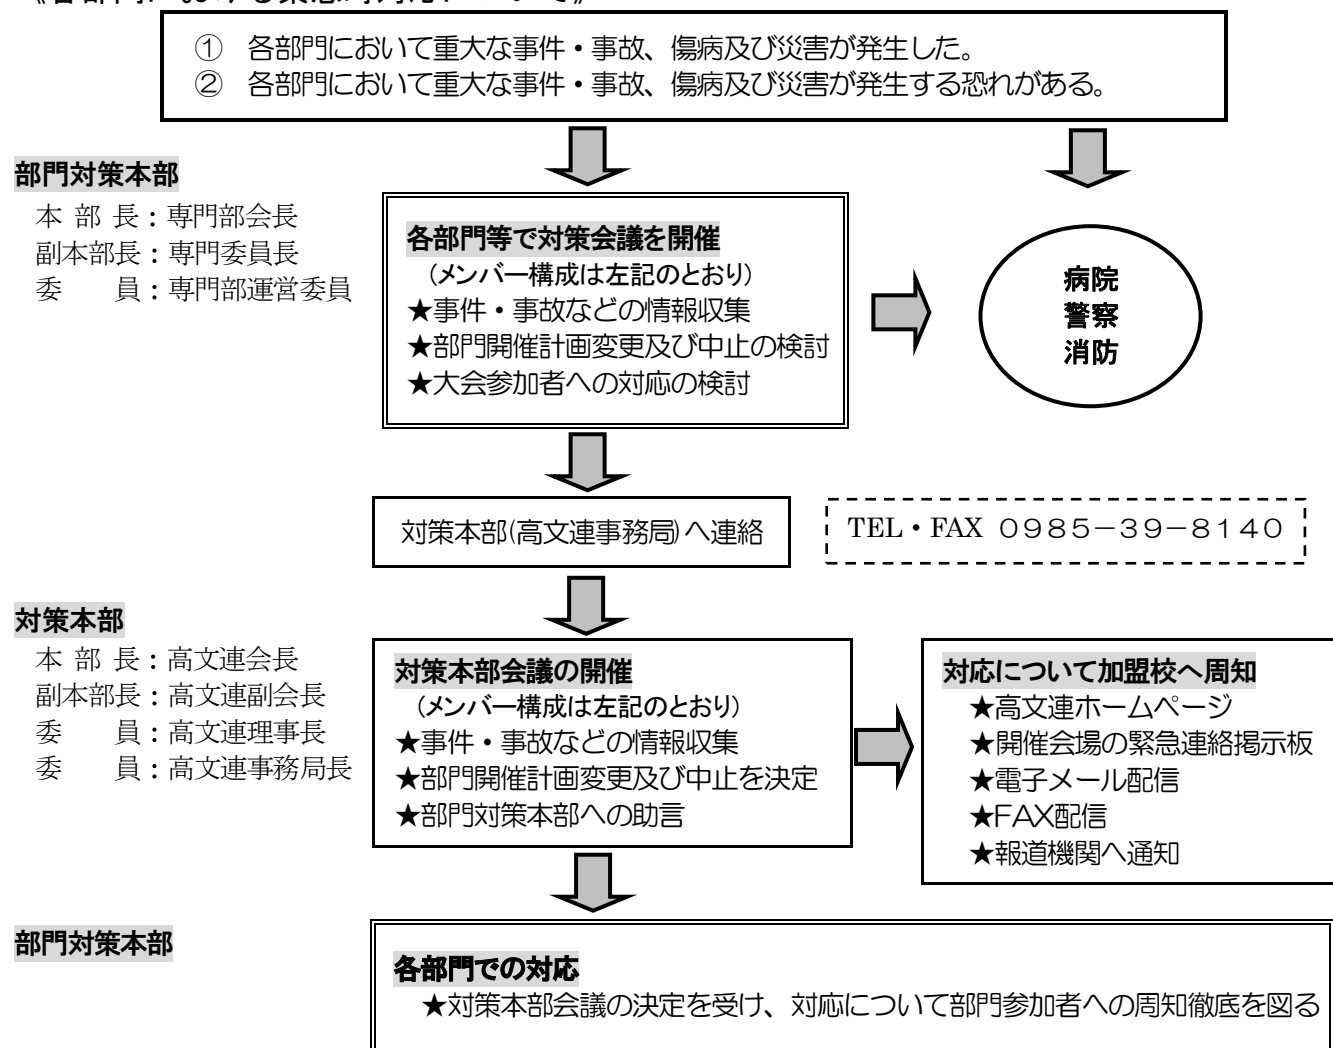 《各部門における緊急時対応について》
① 各部門において重大な事件・事故、傷病及び災害が発生した。
② 各部門において重大な事件・事故、傷病及び災害が発生する恐れがある。
部門対策本部
本 部 長：専門部会長
副本部長：専門委員長
委　　員：専門部運営委員
各部門等で対策会議を開催
（メンバー構成は左記のとおり）
★事件・事故などの情報収集
★部門開催計画変更及び中止の検討
★大会参加者への対応の検討
病院
警察
消防
対策本部(高文連事務局)へ連絡
TEL・FAX ０９８５－３９－８１４０
対策本部
本 部 長：高文連会長
副本部長：高文連副会長
委　　員：高文連理事長
委　　員：高文連事務局長
対策本部会議の開催
（メンバー構成は左記のとおり）
★事件・事故などの情報収集
★部門開催計画変更及び中止を決定
★部門対策本部への助言
対応について加盟校へ周知
★高文連ホームページ
★開催会場の緊急連絡掲示板
★電子メール配信
★FAX配信
★報道機関へ通知
部門対策本部
各部門での対応
★対策本部会議の決定を受け、対応について部門参加者への周知徹底を図る